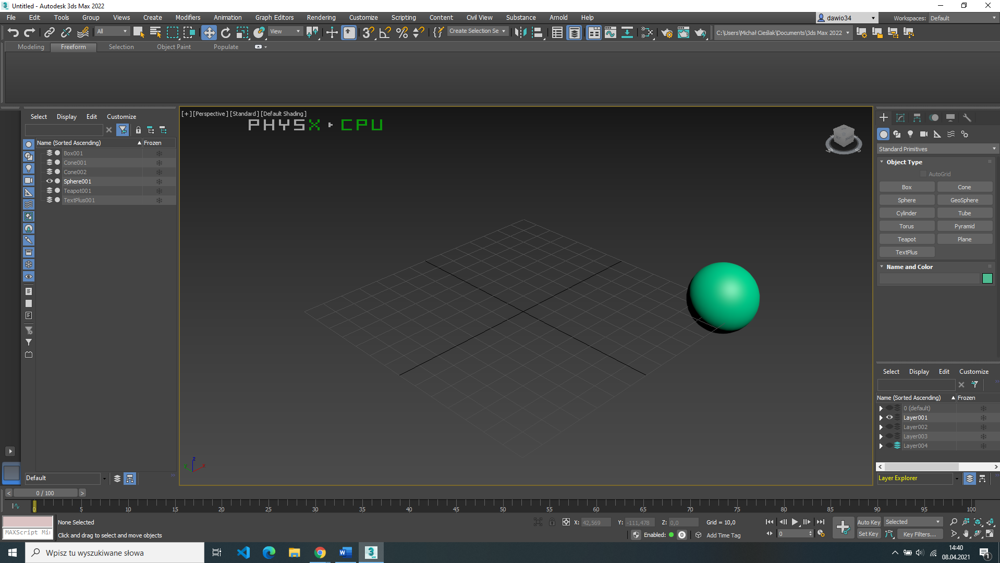 Untitled - Autodesk 3ds Max 2022
File Edit Tools Group Views Create Modifiers Animation Graph Editors Rendering Customize Scripting Content Civil View Substance Arnold Help
dawio34
Workspaces: Default
All
View
Create Selection Se
C:\Users\Michał Cieślak\Documents\3ds Max 2022
Modeling Freeform Selection Object Paint Populate
Select Display Edit Customize
Name (Sorted Ascending) Frozen
Box001
Cone001
Cone002
Sphere001
Teapot001
TextPlus001
Default
[+] [Perspective] [Standard] [Default Shading]
PHYSX CPU
z
y
x
Standard Primitives
Object Type
AutoGrid
Box Cone
Sphere GeoSphere
Cylinder Tube
Torus Pyramid
Teapot Plane
TextPlus
Name and Color
Select Display Edit Customize
Name (Sorted Ascending) Frozen
0 (default)
Layer001
Layer002
Layer003
Layer004
Layer Explorer
< 0 / 100 >
0 5 10 15 20 25 30 35 40 45 50 55 60 65 70 75 80 85 90 95 100
None Selected
MAXScript Mi
Click and drag to select and move objects
X: 42,569 Y: -111,478 Z: 0,0 Grid = 10,0
Enabled: 0 Add Time Tag
0
Auto Key Selected
Set Key Key Filters...
Wpisz tu wyszukiwane słowa
14:40
08.04.2021
1